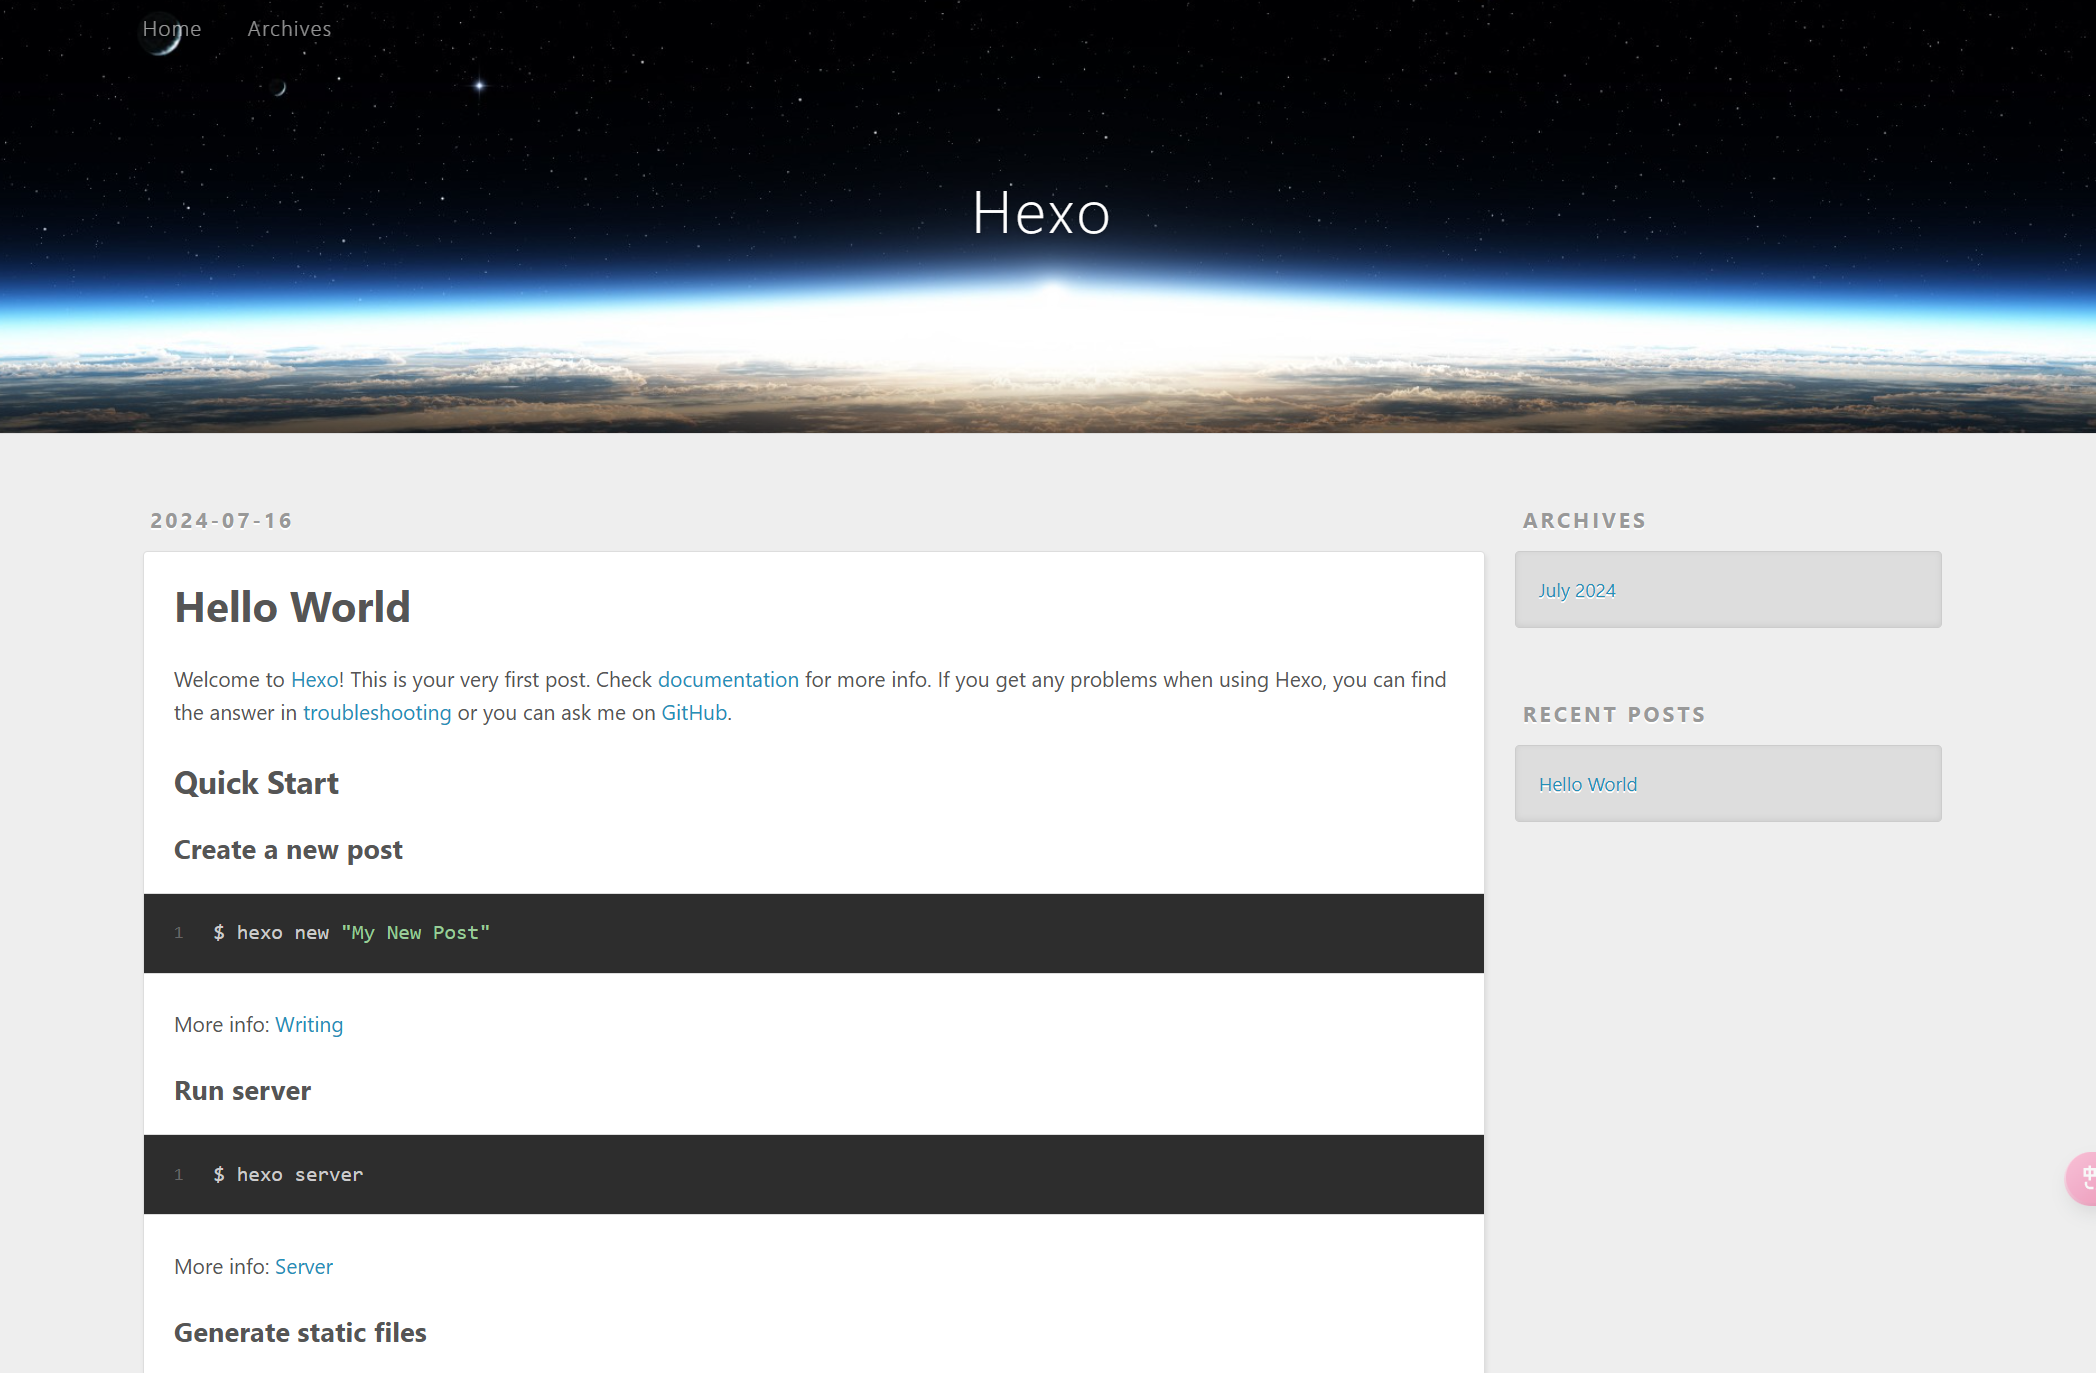 Home Archives
Hexo
2024-07-16
Hello World
Welcome to Hexo! This is your very first post. Check documentation for more info. If you get any problems when using Hexo, you can find
the answer in troubleshooting or you can ask me on GitHub.
Quick Start
Create a new post
1 $ hexo new "My New Post"
More info: Writing
Run server
1 $ hexo server
More info: Server
Generate static files
ARCHIVES
July 2024
RECENT POSTS
Hello World